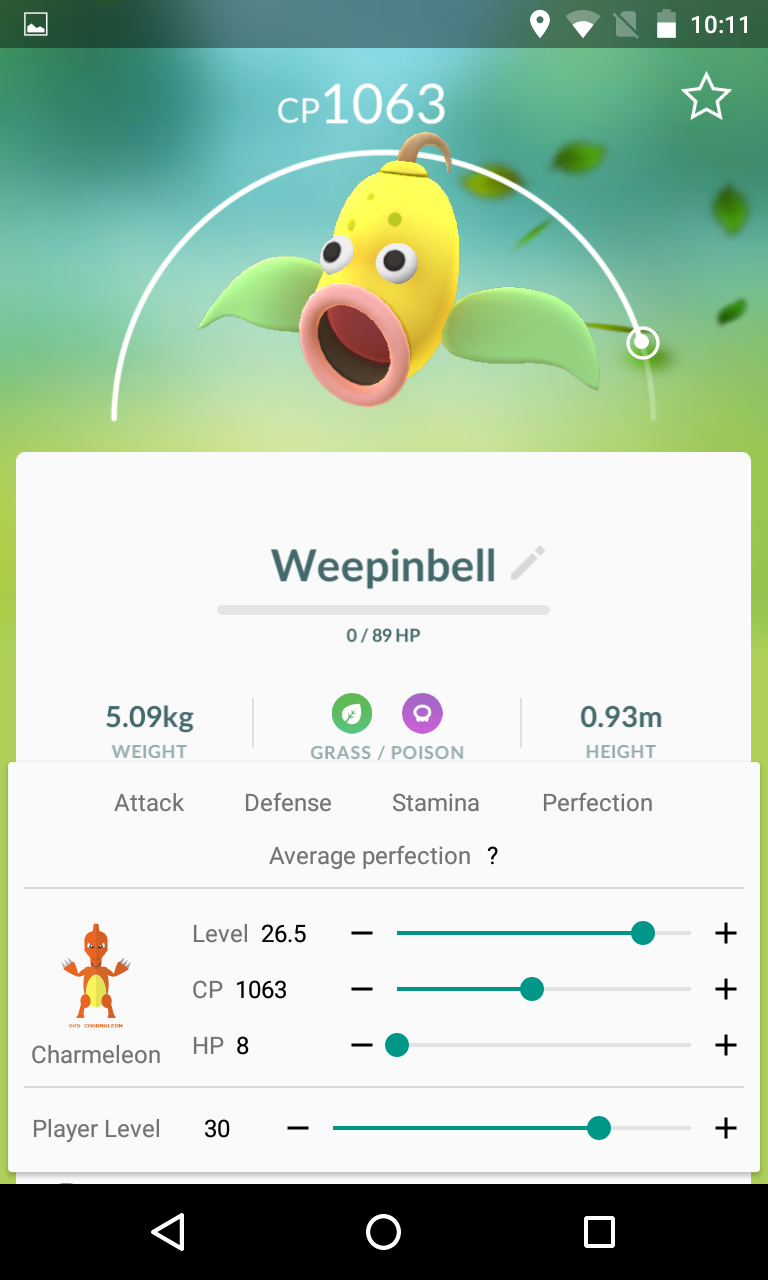 10:11
CP1063
Weepinbell
0 / 89 HP
5.09kg
WEIGHT
GRASS / POISON
0.93m
HEIGHT
Attack Defense Stamina Perfection
Average perfection ?
Level 26.5
CP 1063
HP 8
005 CHARMELEON
Charmeleon
Player Level 30